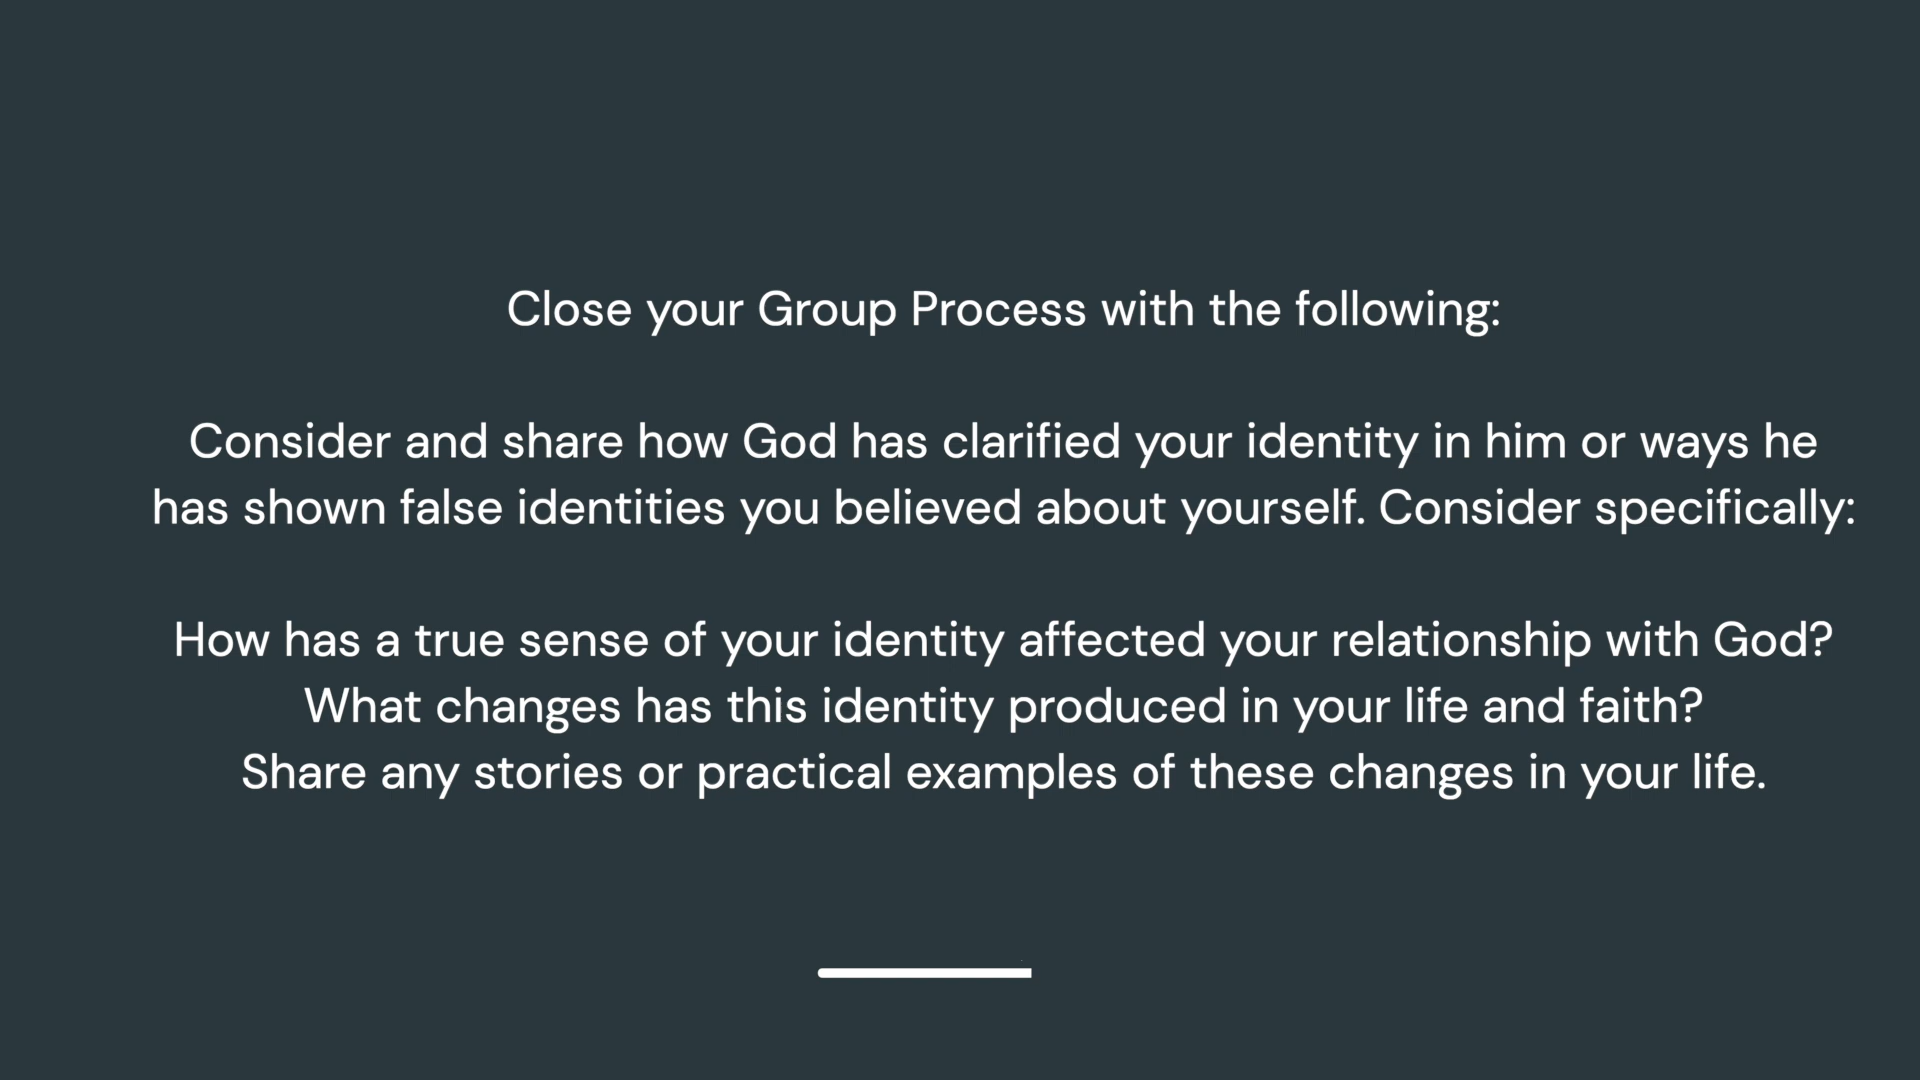 Close your Group Process with the following:
Consider and share how God has clarified your identity in him or ways he
has shown false identities you believed about yourself. Consider specifically:
How has a true sense of your identity affected your relationship with God?
What changes has this identity produced in your life and faith?
Share any stories or practical examples of these changes in your life.